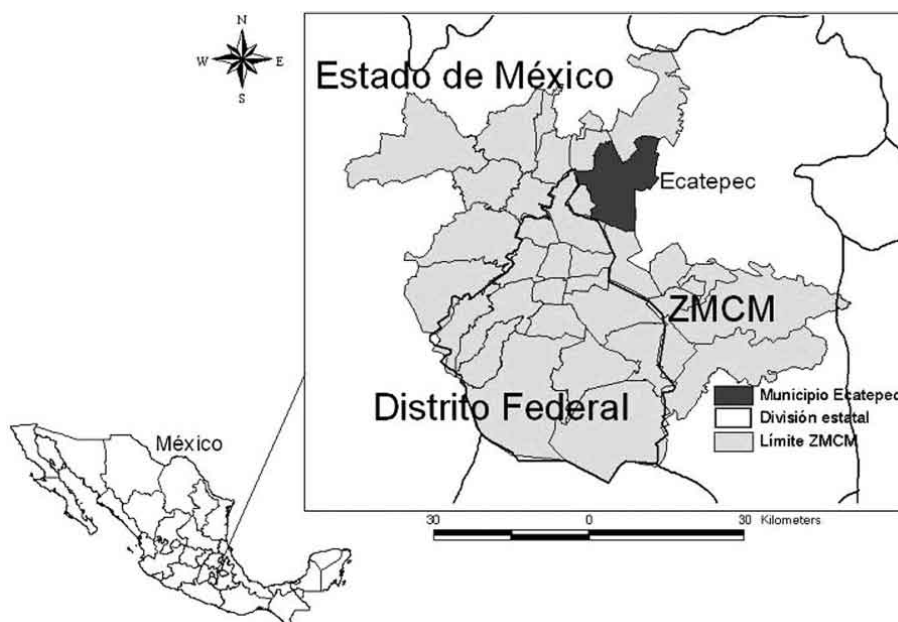 N
W E
S
Estado de México
Ecatepec
ZMCM
Distrito Federal
Municipio Ecatepec
División estatal
Límite ZMCM
México
30 0 30 Kilometers